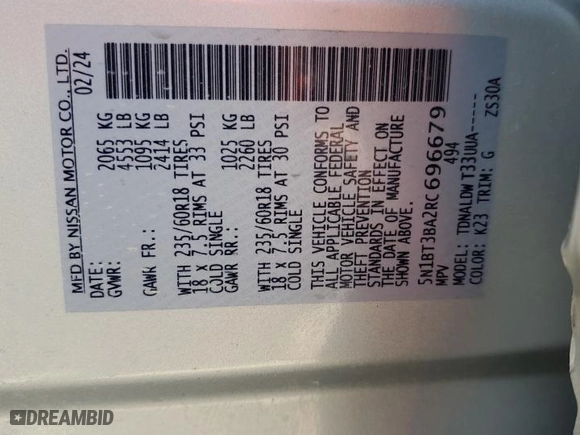 MFD BY NISSAN MOTOR CO., LTD.
DATE: 02/24
GVWR: 2065 KG
4553 LB
GAWR FR.: 1095 KG
2414 LB
WITH 235/60R18 TIRES
18 X 7.5 RIMS AT 33 PSI
COLD SINGLE
GAWR RR.: 1025 KG
2260 LB
WITH 235/60R18 TIRES
18 X 7.5 RIMS AT 30 PSI
COLD SINGLE
THIS VEHICLE CONFORMS TO
ALL APPLICABLE FEDERAL
MOTOR VEHICLE SAFETY AND
THEFT PREVENTION
STANDARDS IN EFFECT ON
THE DATE OF MANUFACTURE
SHOWN ABOVE.
5N1BT3BA2RC696679
MPV 494
MODEL: TDNALDW T33UUA-----
COLOR: K23 TRIM: G ZS30A
DREAMBID